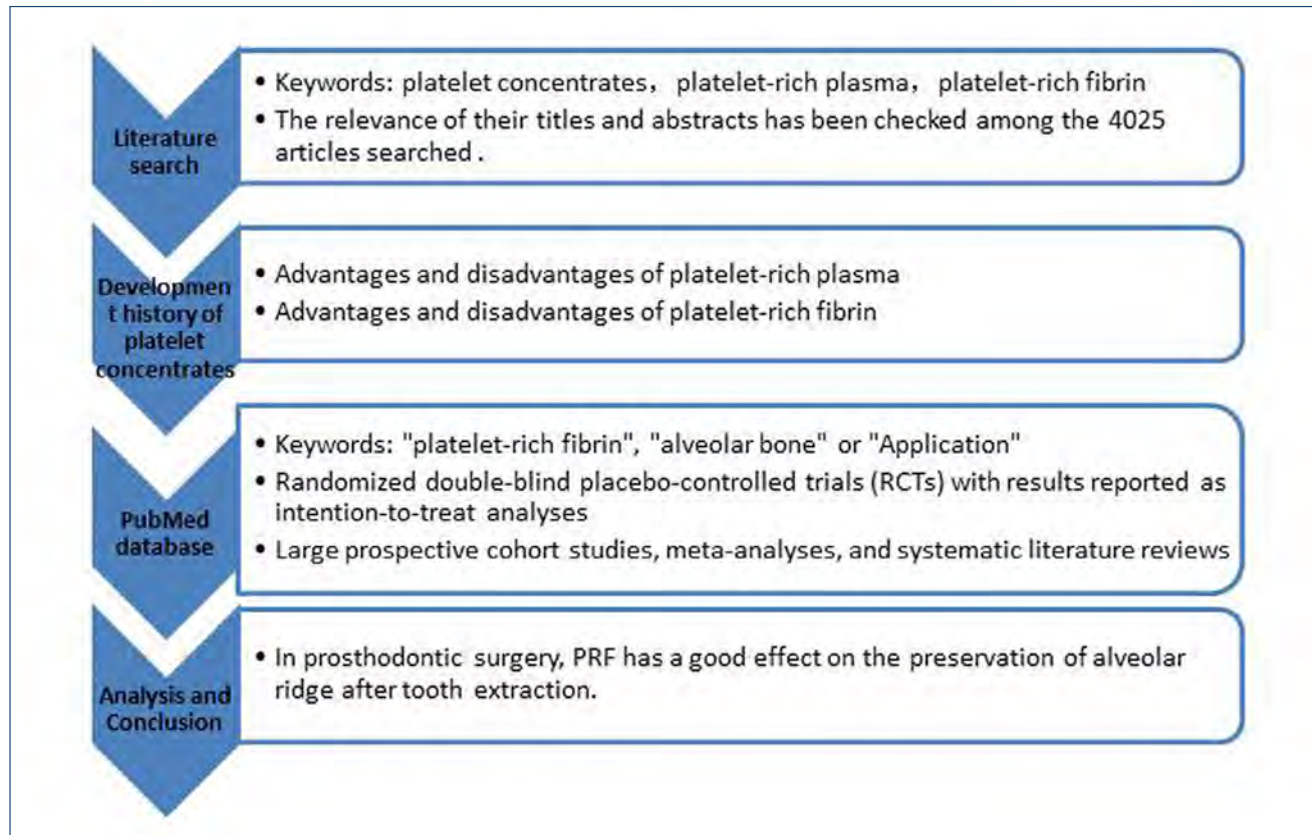 Literature
search
• Keywords: platelet concentrates，platelet-rich plasma，platelet-rich fibrin
• The relevance of their titles and abstracts has been checked among the 4025
articles searched .
Developmen
t history of
platelet
concentrates
• Advantages and disadvantages of platelet-rich plasma
• Advantages and disadvantages of platelet-rich fibrin
PubMed
database
• Keywords: "platelet-rich fibrin", "alveolar bone" or "Application"
• Randomized double-blind placebo-controlled trials (RCTs) with results reported as
intention-to-treat analyses
• Large prospective cohort studies, meta-analyses, and systematic literature reviews
Analysis and
Conclusion
• In prosthodontic surgery, PRF has a good effect on the preservation of alveolar
ridge after tooth extraction.